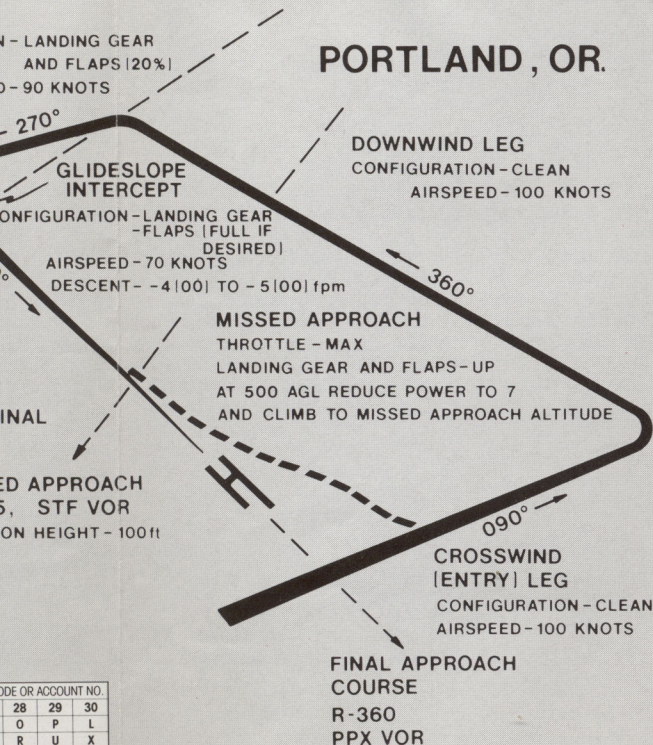 N - LANDING GEAR
AND FLAPS [20%]
D - 90 KNOTS
PORTLAND, OR.
270°
DOWNWIND LEG
CONFIGURATION - CLEAN
AIRSPEED - 100 KNOTS
GLIDESLOPE
INTERCEPT
ONFIGURATION - LANDING GEAR
- FLAPS [FULL IF
DESIRED]
AIRSPEED - 70 KNOTS
DESCENT - -4[00] TO -5[00] fpm
360°
MISSED APPROACH
THROTTLE - MAX
LANDING GEAR AND FLAPS - UP
AT 500 AGL REDUCE POWER TO 7
AND CLIMB TO MISSED APPROACH ALTITUDE
INAL
ED APPROACH
5, STF VOR
ON HEIGHT - 100ft
090°
CROSSWIND
[ENTRY] LEG
CONFIGURATION - CLEAN
AIRSPEED - 100 KNOTS
FINAL APPROACH
COURSE
R-360
PPX VOR
ODE OR ACCOUNT NO.
28 29 30
O P L
R U X